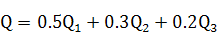 Q = 0.5Q₁ + 0.3Q₂ + 0.2Q₃